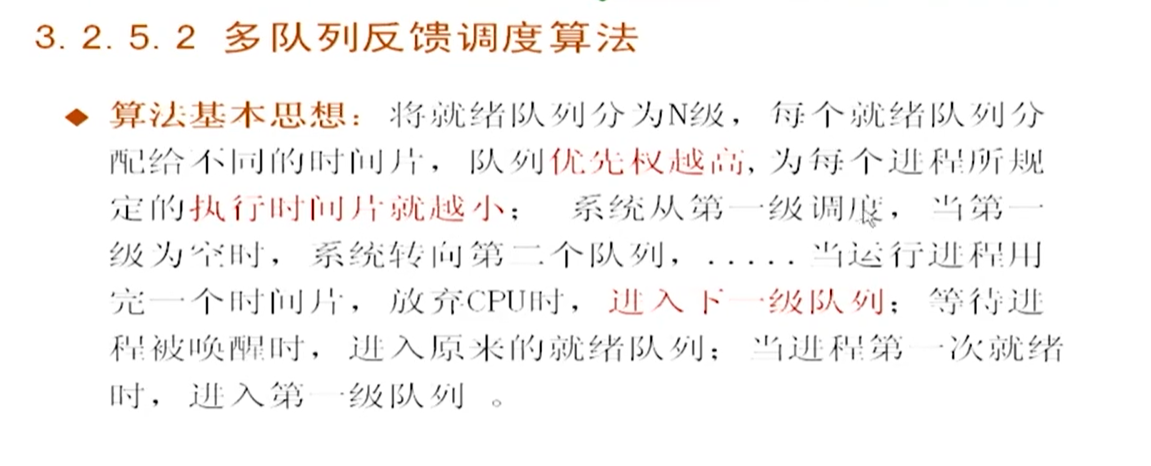 3. 2. 5. 2 多队列反馈调度算法
◆ 算法基本思想：将就绪队列分为N级，每个就绪队列分
配给不同的时间片，队列优先权越高, 为每个进程所规
定的执行时间片就越小； 系统从第一级调度，当第一
级为空时，系统转向第二个队列，.....当运行进程用
完一个时间片，放弃CPU时，进入下一级队列；等待进
程被唤醒时，进入原来的就绪队列；当进程第一次就绪
时，进入第一级队列 。